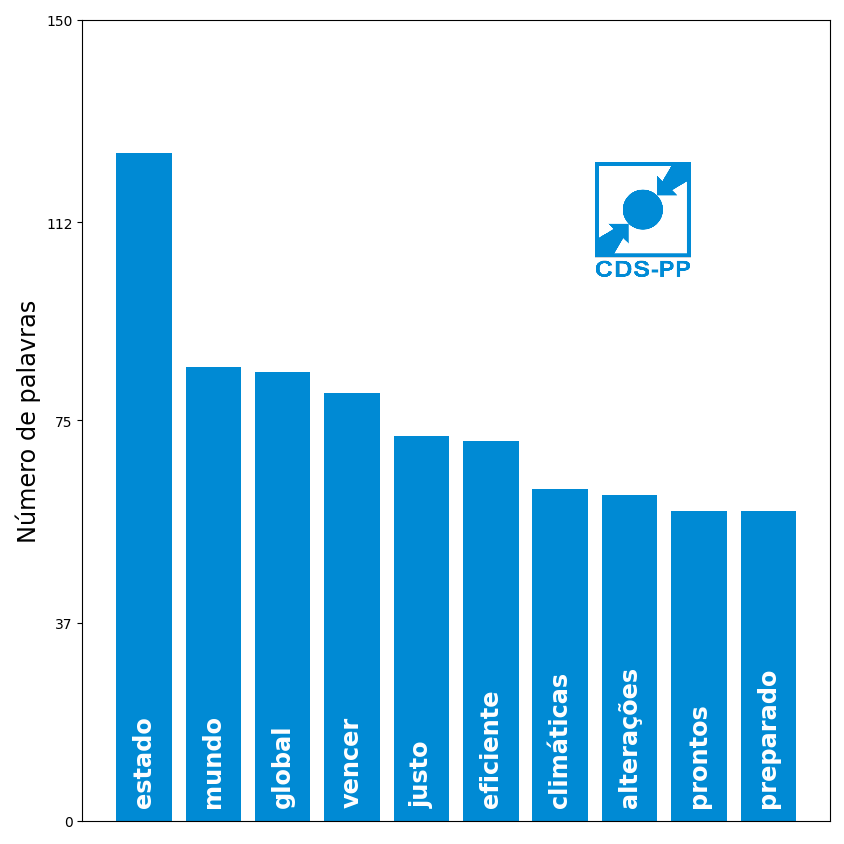 150
112
75
37
0
Número de palavras
CDS-PP
estado
mundo
global
vencer
justo
eficiente
climáticas
alterações
prontos
preparado